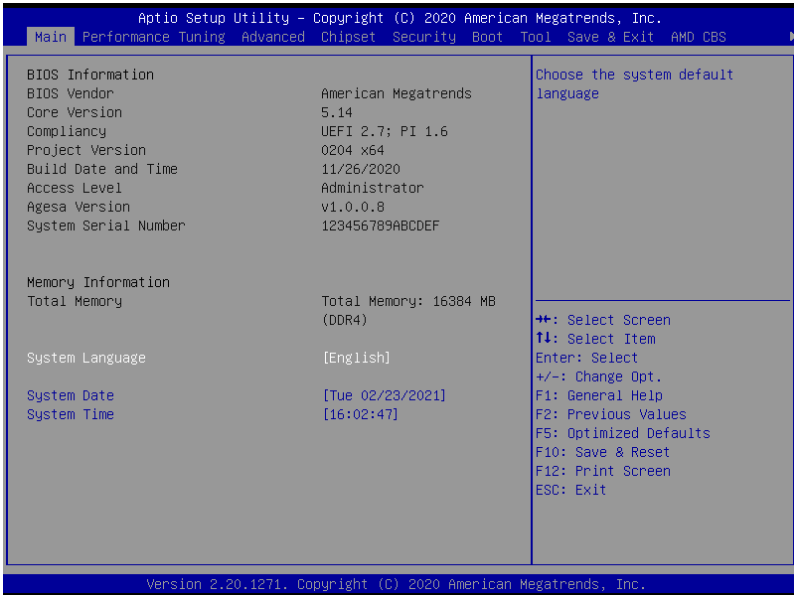 Aptio Setup Utility – Copyright (C) 2020 American Megatrends, Inc.
Main Performance Tuning Advanced Chipset Security Boot Tool Save & Exit AMD CBS
BIOS Information
BIOS Vendor American Megatrends
Core Version 5.14
Compliancy UEFI 2.7; PI 1.6
Project Version 0204 x64
Build Date and Time 11/26/2020
Access Level Administrator
Agesa Version v1.0.0.8
System Serial Number 123456789ABCDEF
Memory Information
Total Memory Total Memory: 16384 MB
(DDR4)
System Language [English]
System Date [Tue 02/23/2021]
System Time [16:02:47]
Choose the system default
language
→←: Select Screen
↑↓: Select Item
Enter: Select
+/-: Change Opt.
F1: General Help
F2: Previous Values
F5: Optimized Defaults
F10: Save & Reset
F12: Print Screen
ESC: Exit
Version 2.20.1271. Copyright (C) 2020 American Megatrends, Inc.